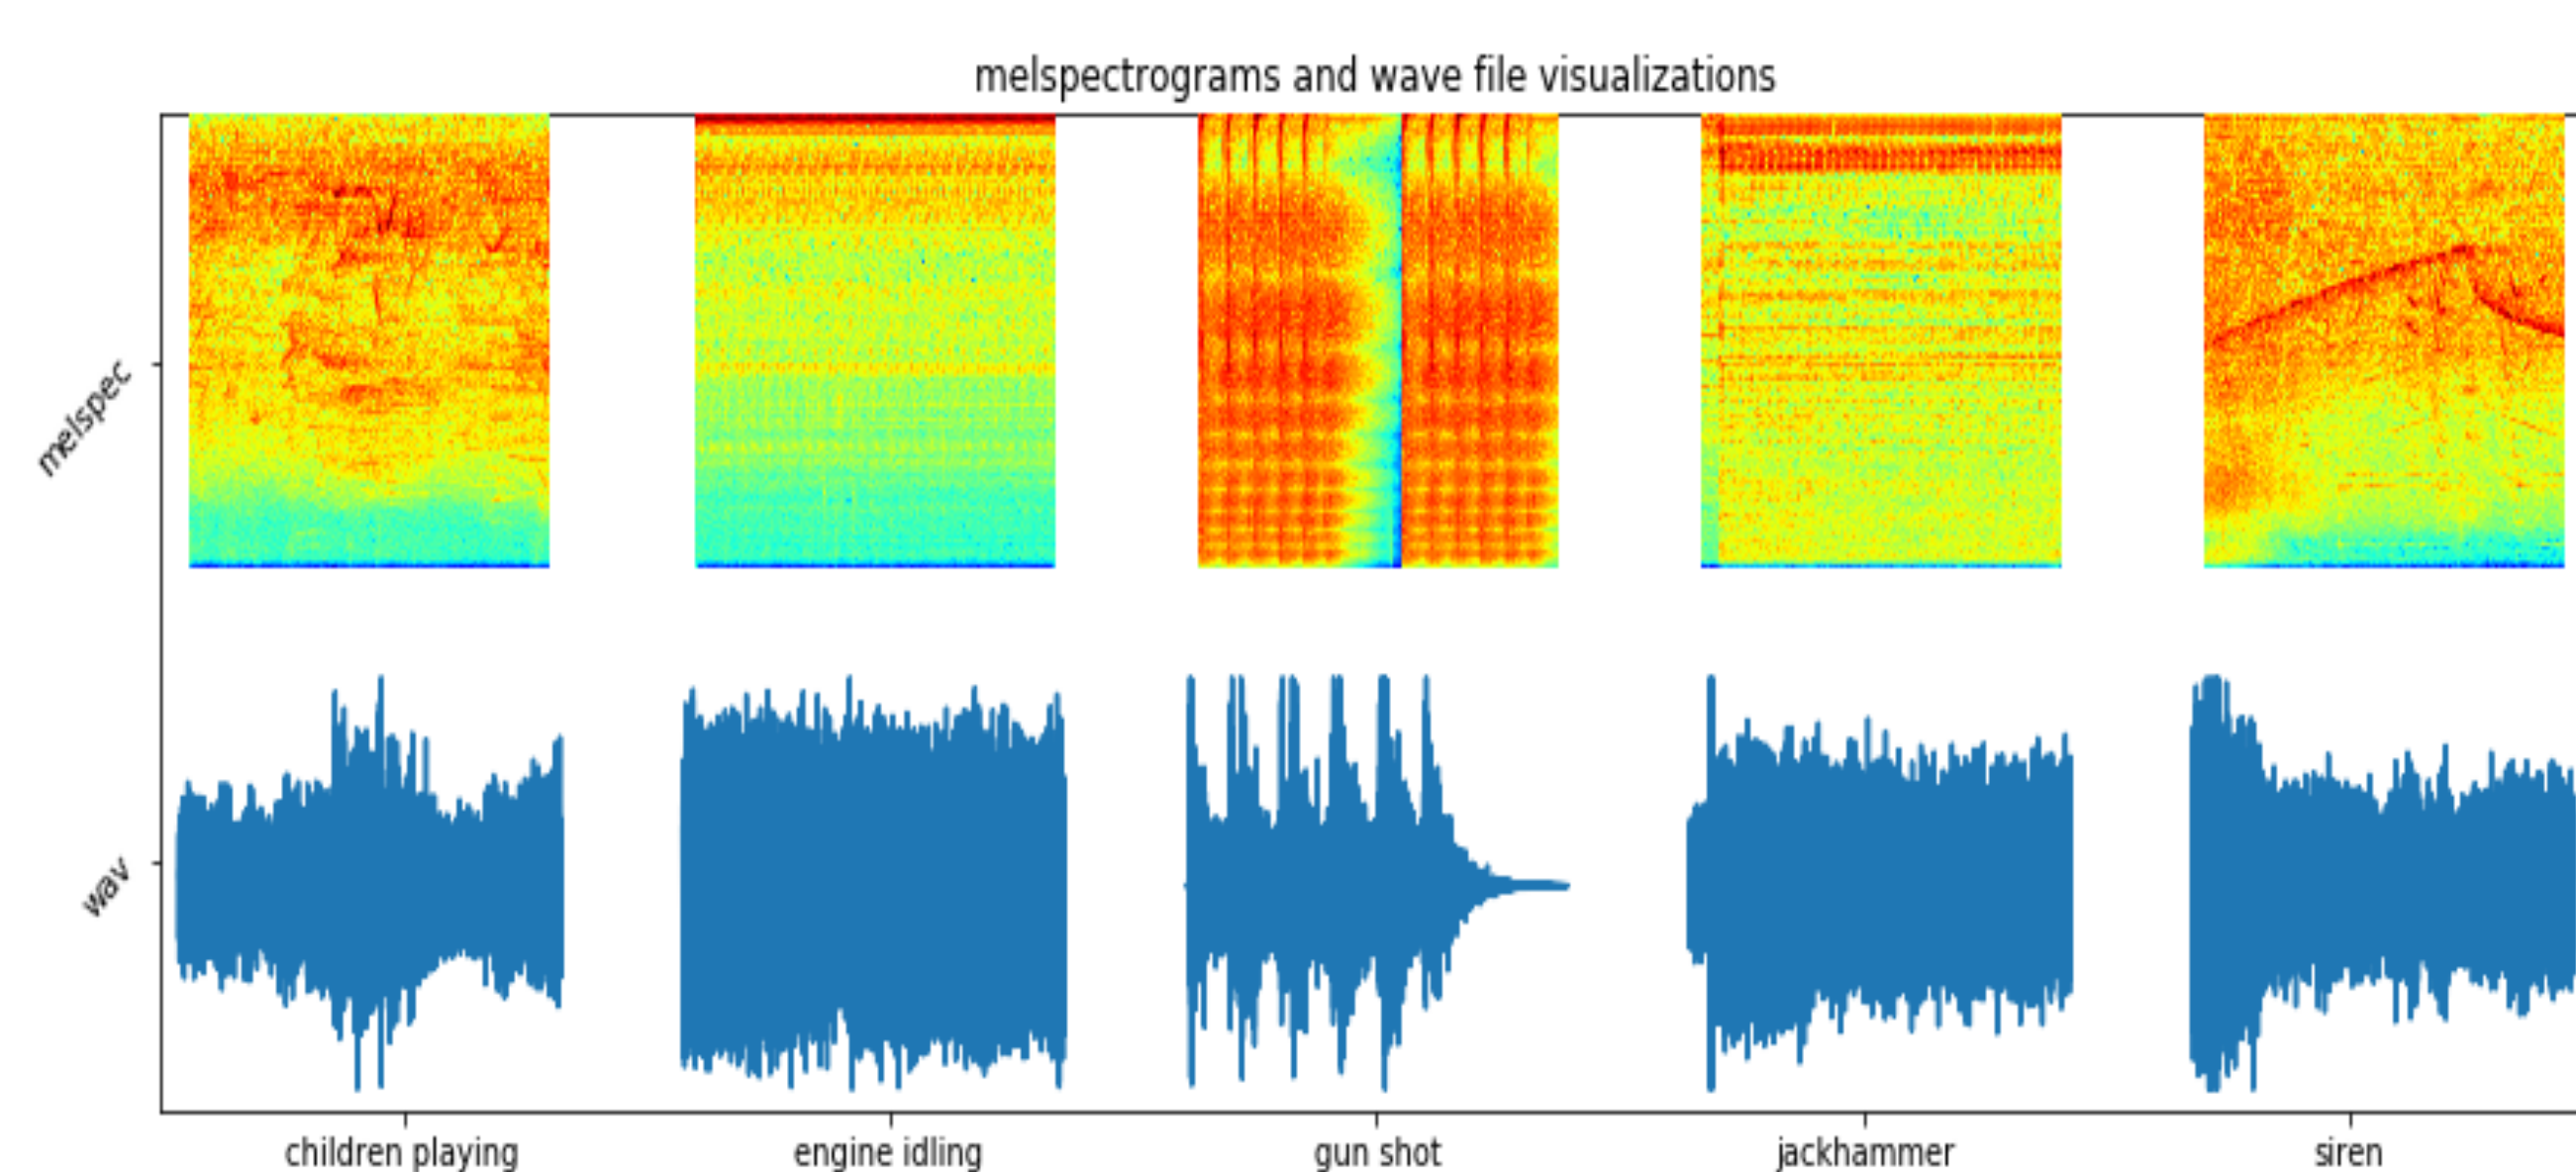 melspectrograms and wave file visualizations
melspec
wav
children playing
engine idling
gun shot
jackhammer
siren